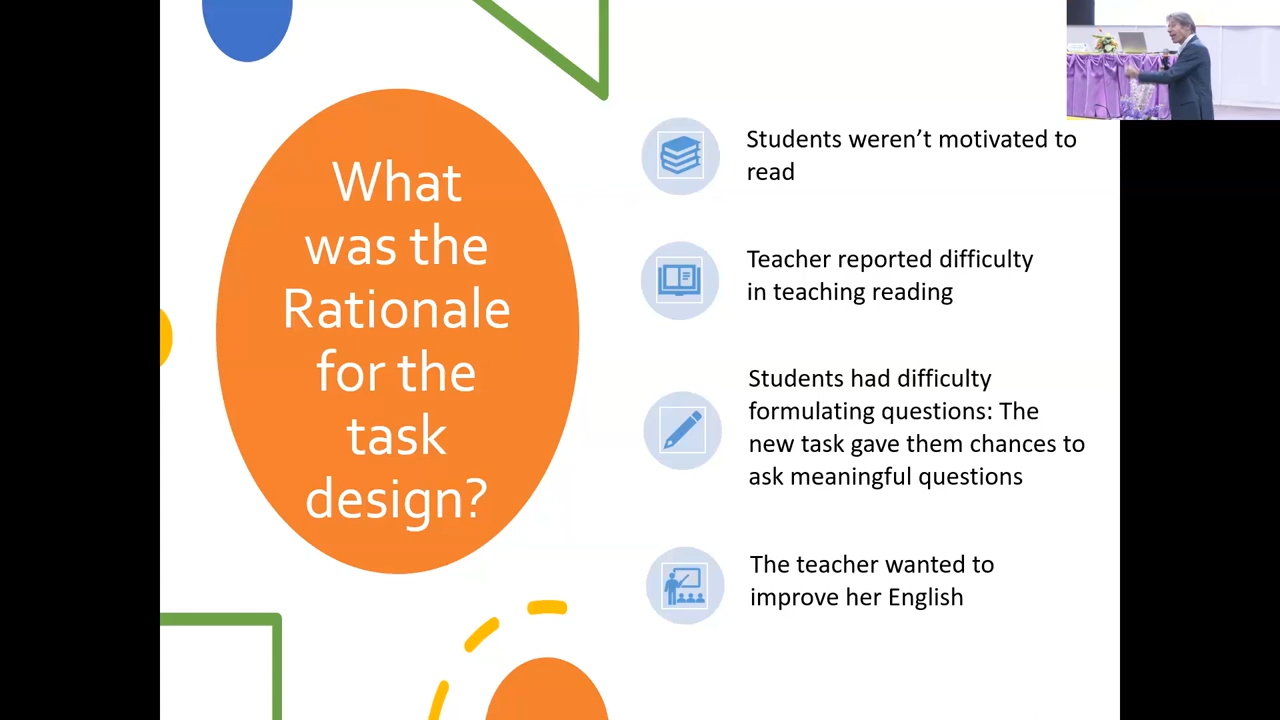 What
was the
Rationale
for the
task
design?
Students weren’t motivated to
read
Teacher reported difficulty
in teaching reading
Students had difficulty
formulating questions: The
new task gave them chances to
ask meaningful questions
The teacher wanted to
improve her English